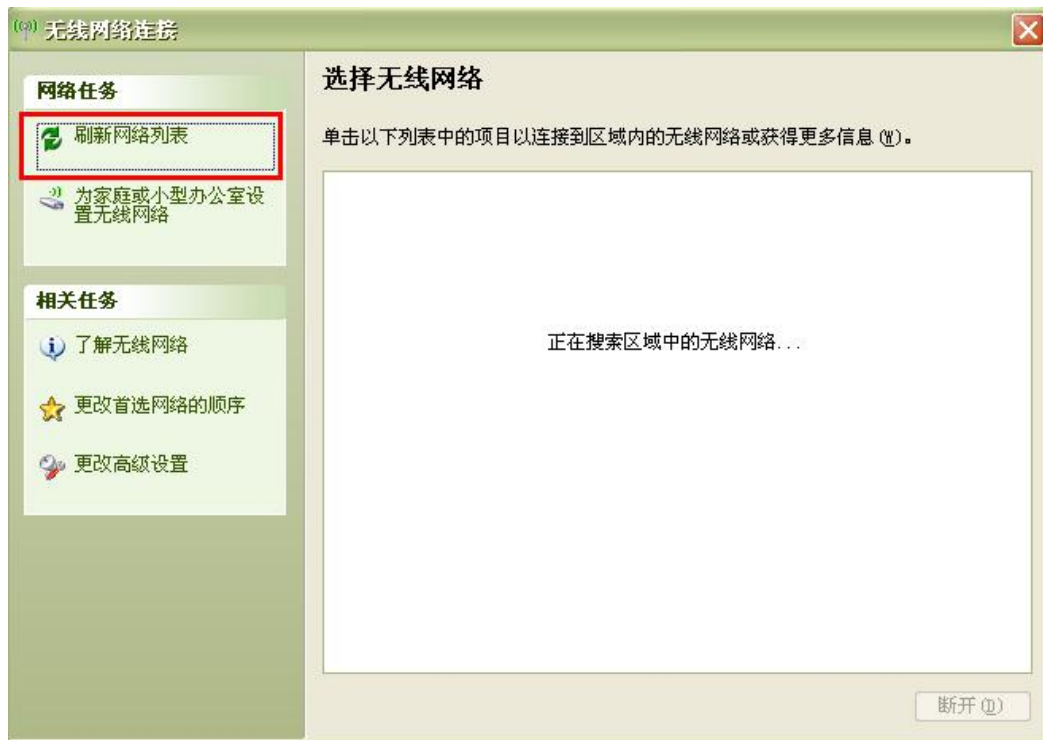 无线网络连接
网络任务
刷新网络列表
为家庭或小型办公室设
置无线网络
相关任务
了解无线网络
更改首选网络的顺序
更改高级设置
选择无线网络
单击以下列表中的项目以连接到区域内的无线网络或获得更多信息(W)。
正在搜索区域中的无线网络...
断开(D)